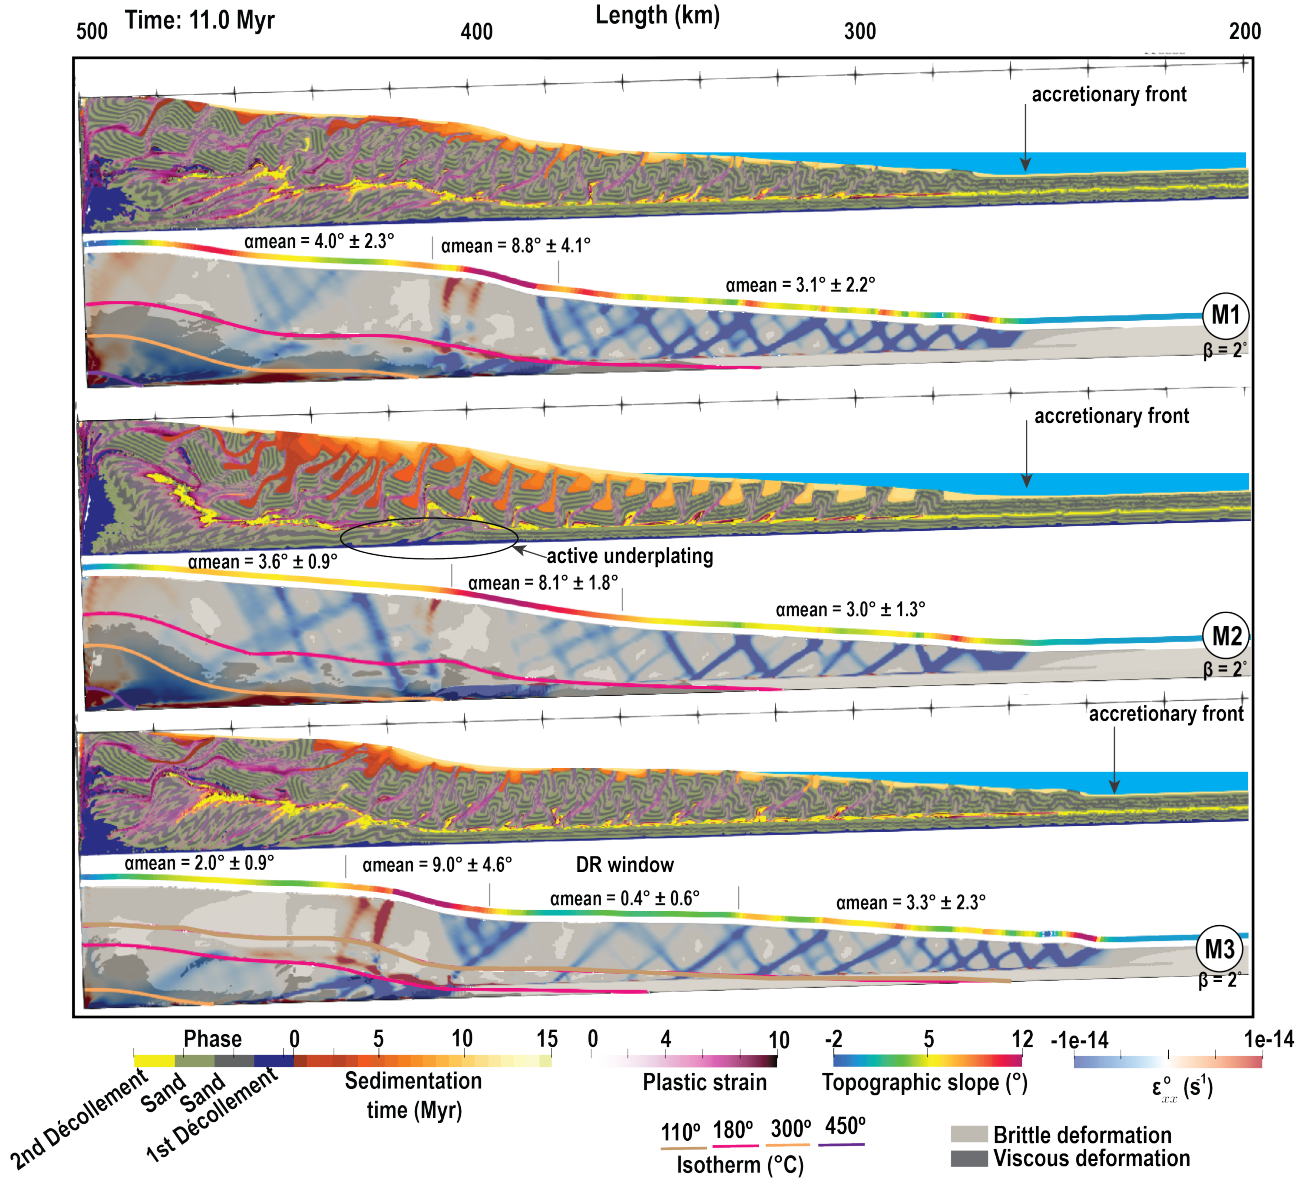 Time: 11.0 Myr
Length (km)
500
400
300
200
accretionary front
αmean = 4.0° ± 2.3°
αmean = 8.8° ± 4.1°
αmean = 3.1° ± 2.2°
M1
β = 2°
accretionary front
active underplating
αmean = 3.6° ± 0.9°
αmean = 8.1° ± 1.8°
αmean = 3.0° ± 1.3°
M2
β = 2°
accretionary front
αmean = 2.0° ± 0.9°
αmean = 9.0° ± 4.6°
DR window
αmean = 0.4° ± 0.6°
αmean = 3.3° ± 2.3°
M3
β = 2°
Phase
2nd Décollement
Sand
Sand
1st Décollement
0 5 10 15
Sedimentation
time (Myr)
0 4 10
Plastic strain
-2 5 12
Topographic slope (°)
-1e-14 1e-14
ε°xx (s¹)
110° 180° 300° 450°
Isotherm (°C)
Brittle deformation
Viscous deformation